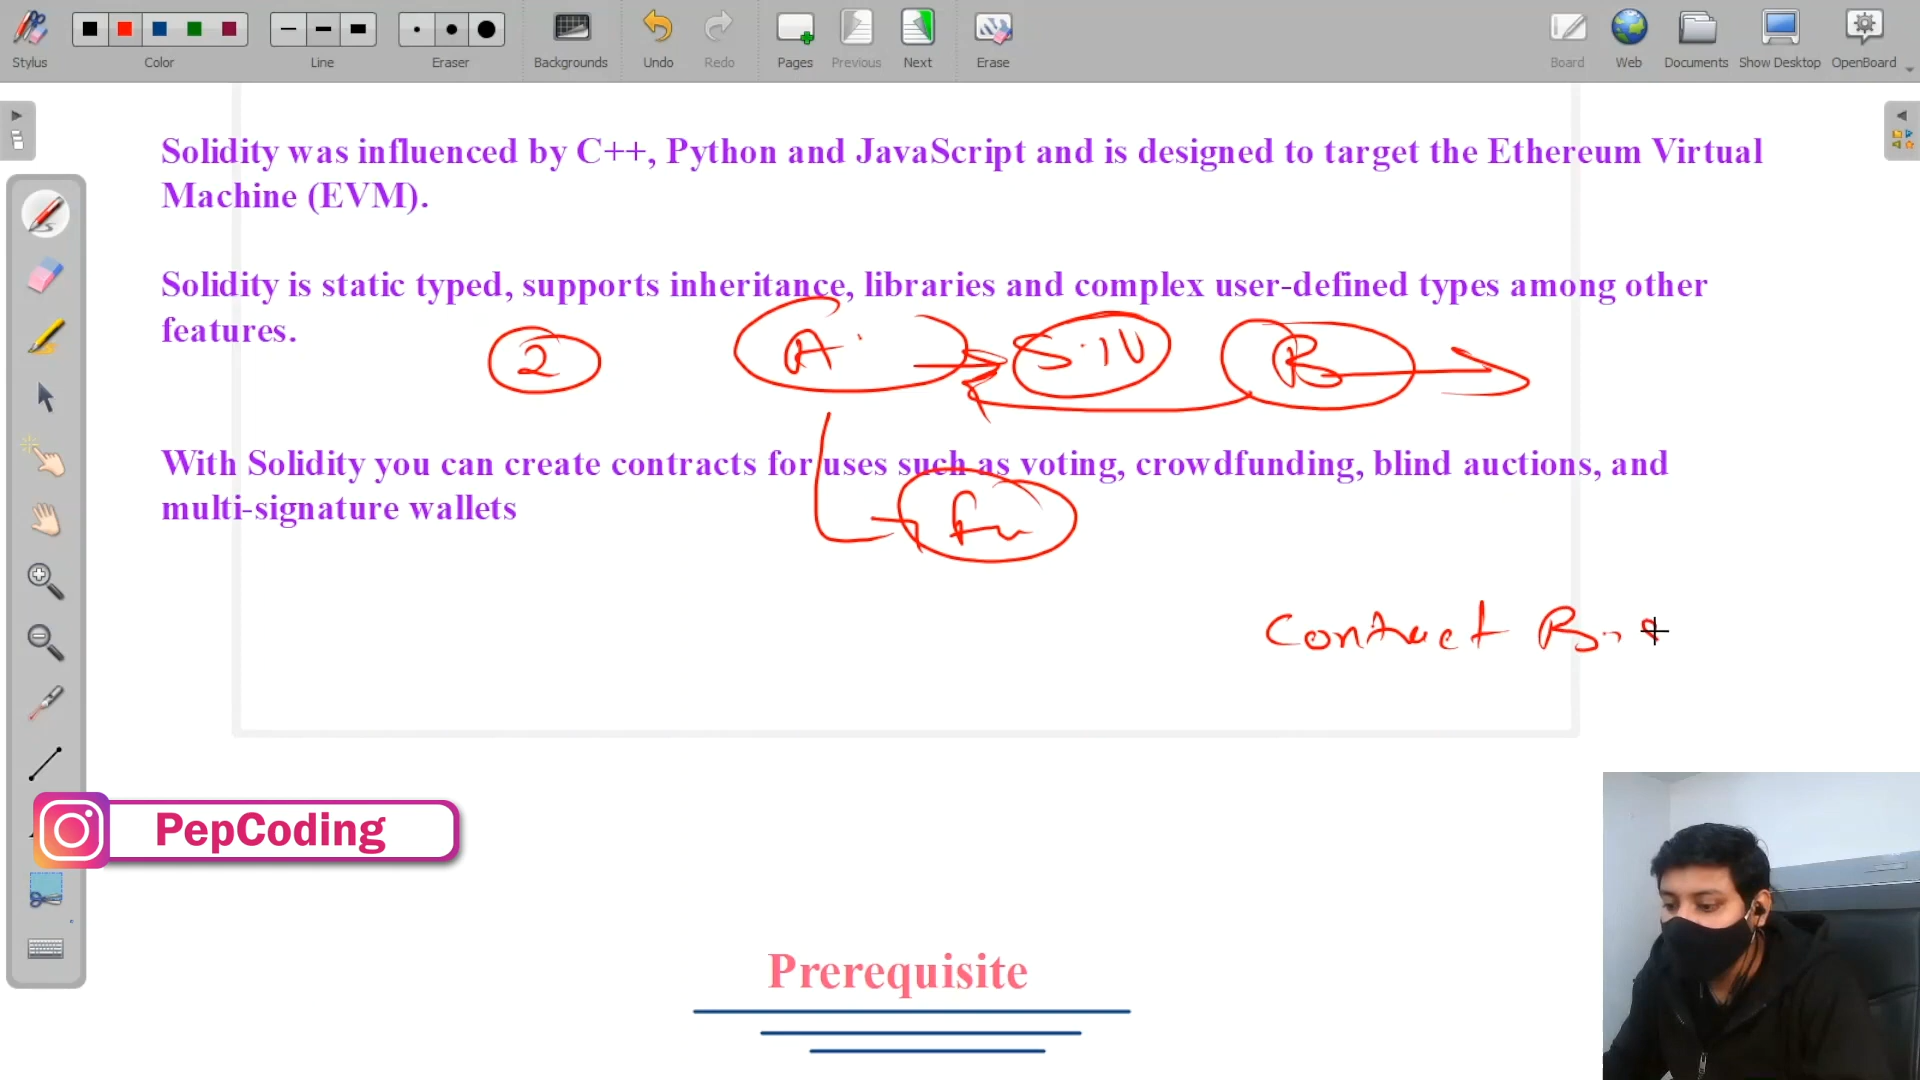 Stylus
Color
Line
Eraser
Backgrounds
Undo
Redo
Pages
Previous
Next
Erase
Board
Web
Documents
Show Desktop
OpenBoard
Solidity was influenced by C++, Python and JavaScript and is designed to target the Ethereum Virtual
Machine (EVM).
Solidity is static typed, supports inheritance, libraries and complex user-defined types among other
features.
2
A
B
With Solidity you can create contracts for uses such as voting, crowdfunding, blind auctions, and
multi-signature wallets
Contract B
PepCoding
Prerequisite